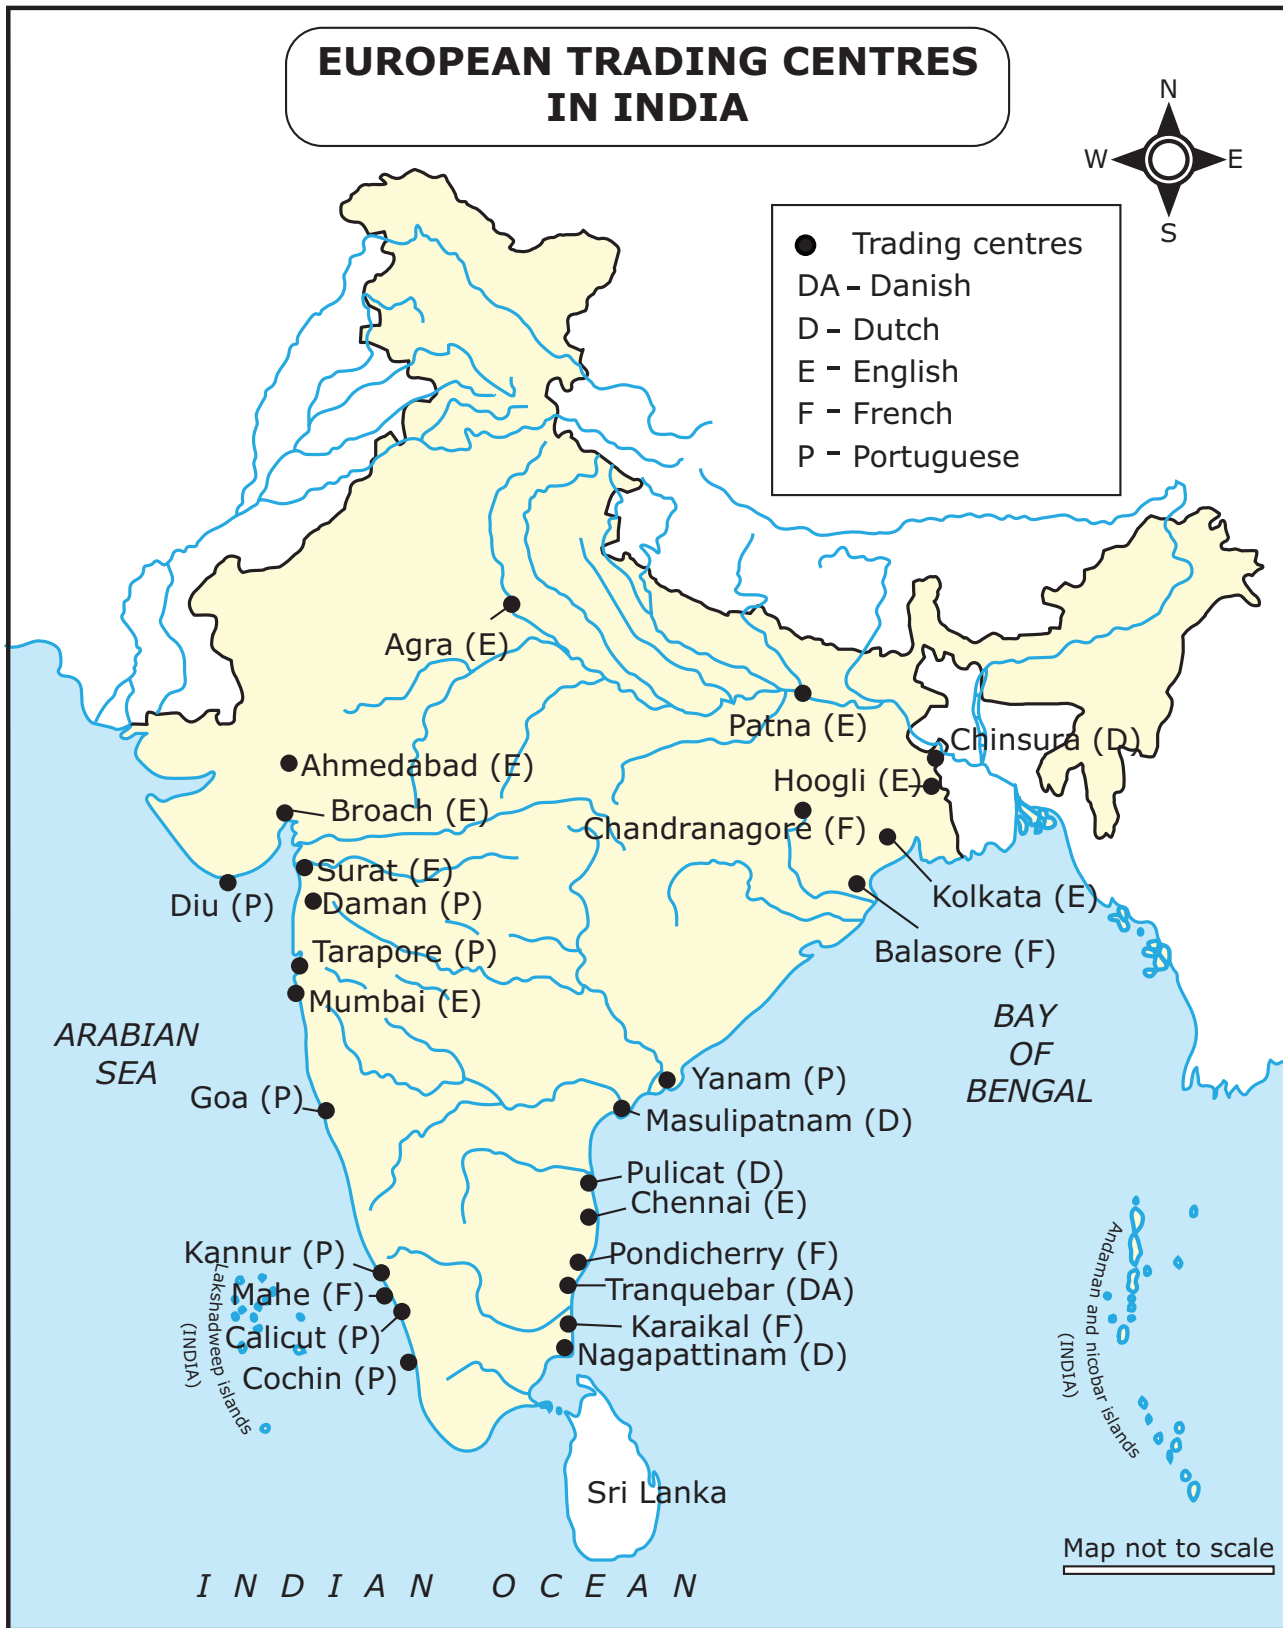 EUROPEAN TRADING CENTRES
IN INDIA
N
W
E
S
Trading centres
DA – Danish
D – Dutch
E – English
F – French
P – Portuguese
Agra (E)
Patna (E)
Chinsura (D)
Ahmedabad (E)
Hoogli (E)
Broach (E)
Chandranagore (F)
Surat (E)
Kolkata (E)
Diu (P)
Daman (P)
Tarapore (P)
Balasore (F)
Mumbai (E)
ARABIAN
SEA
BAY
OF
BENGAL
Goa (P)
Yanam (P)
Masulipatnam (D)
Pulicat (D)
Chennai (E)
Kannur (P)
Pondicherry (F)
Mahe (F)
Tranquebar (DA)
Calicut (P)
Karaikal (F)
Cochin (P)
Nagapattinam (D)
Lakshadweep islands
(INDIA)
Andaman and nicobar islands
(INDIA)
Sri Lanka
Map not to scale
INDIAN OCEAN